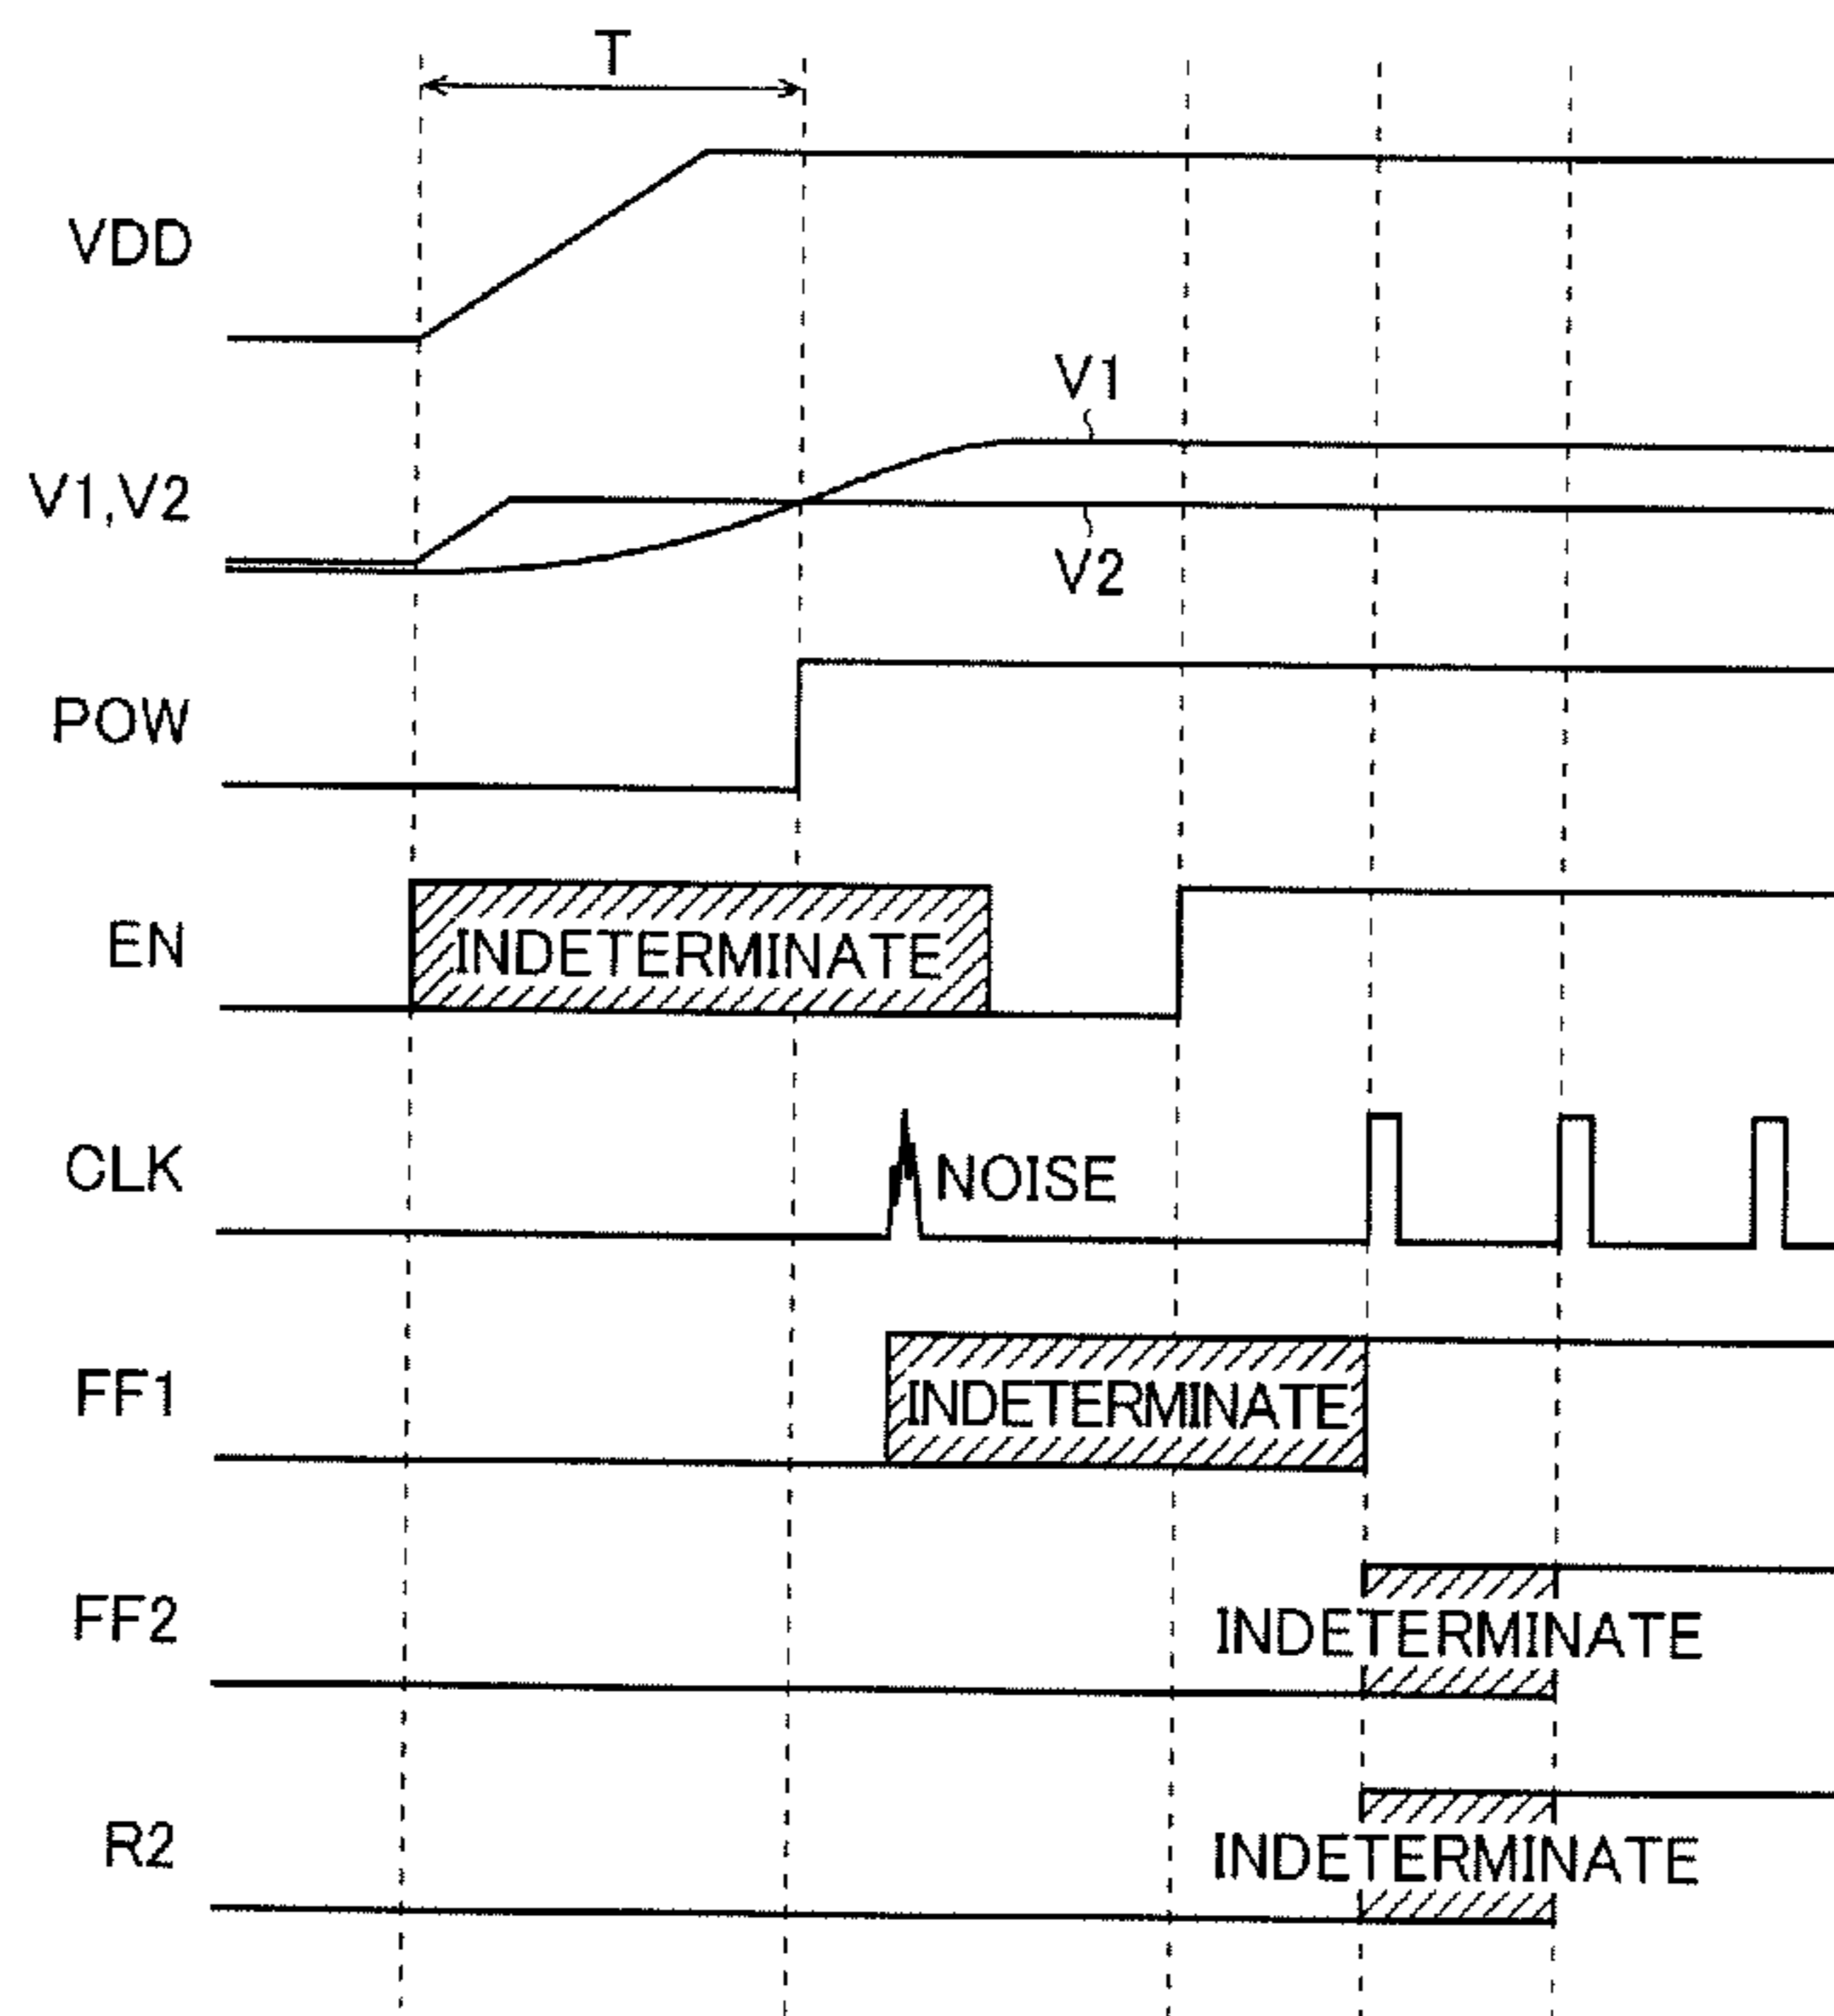 T
VDD
V1
V1,V2
V2
POW
EN
INDETERMINATE
CLK
NOISE
FF1
INDETERMINATE
FF2
INDETERMINATE
R2
INDETERMINATE